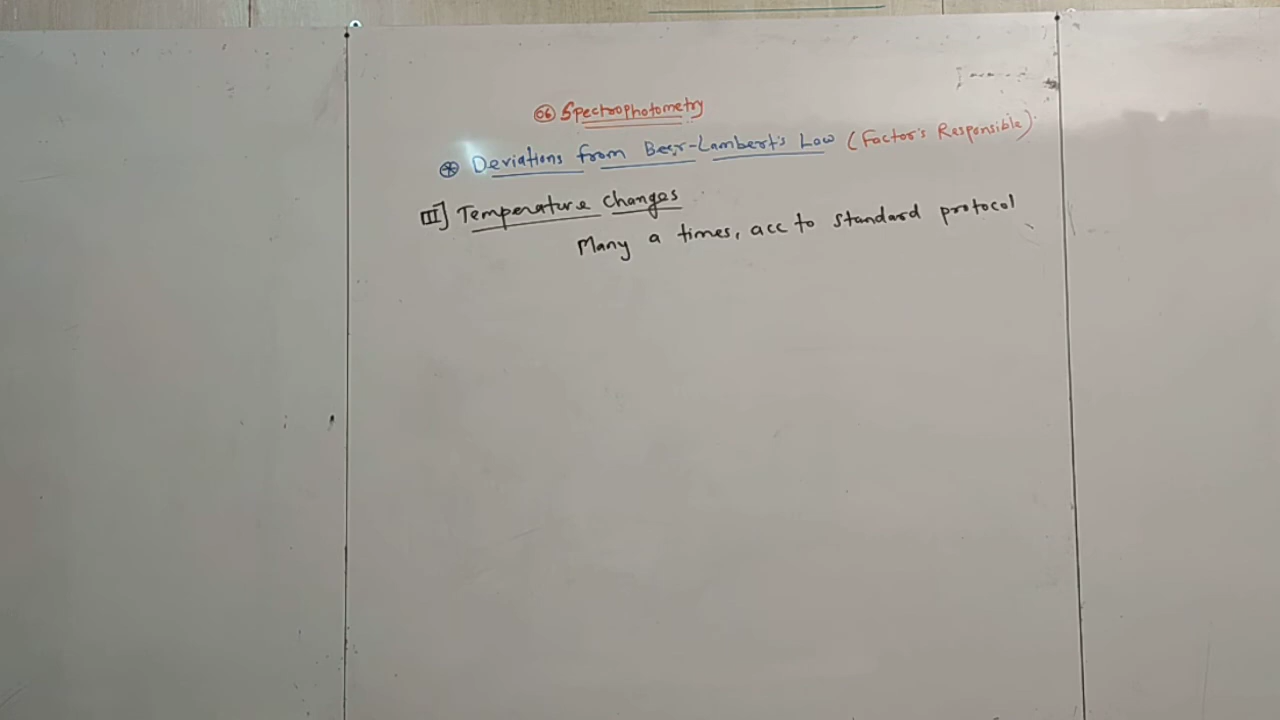 06 Spectrophotometry
* Deviations from Beer-Lambert's Law (Factor's Responsible).
III] Temperature changes
Many a times, acc to standard protocol